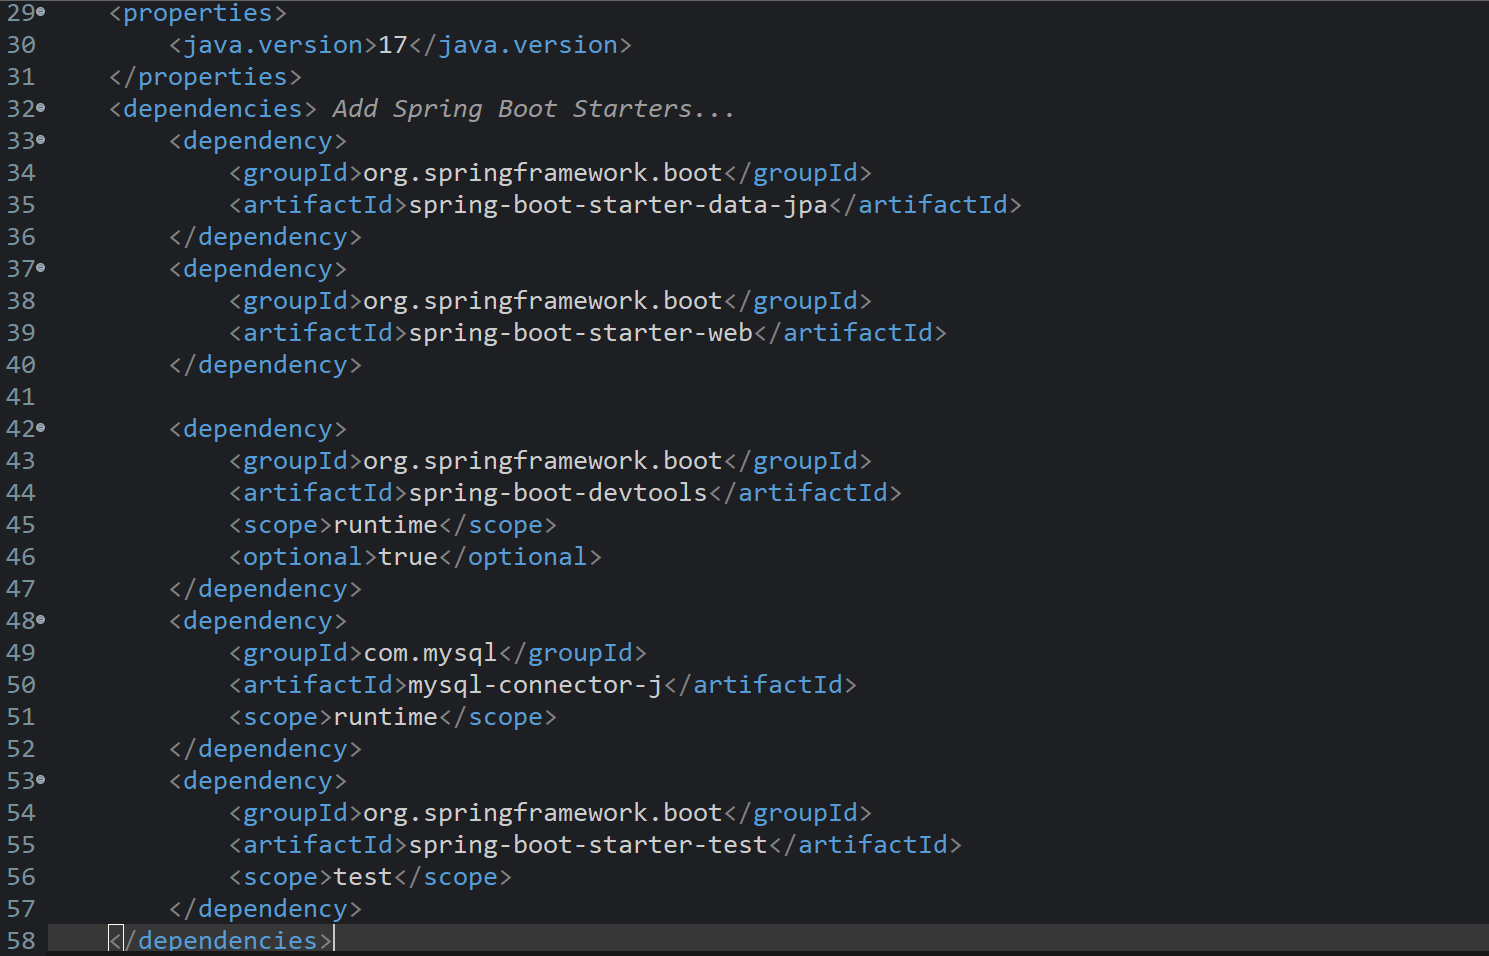 29 <properties>
30 <java.version>17</java.version>
31 </properties>
32 <dependencies> Add Spring Boot Starters...
33 <dependency>
34 <groupId>org.springframework.boot</groupId>
35 <artifactId>spring-boot-starter-data-jpa</artifactId>
36 </dependency>
37 <dependency>
38 <groupId>org.springframework.boot</groupId>
39 <artifactId>spring-boot-starter-web</artifactId>
40 </dependency>
41
42 <dependency>
43 <groupId>org.springframework.boot</groupId>
44 <artifactId>spring-boot-devtools</artifactId>
45 <scope>runtime</scope>
46 <optional>true</optional>
47 </dependency>
48 <dependency>
49 <groupId>com.mysql</groupId>
50 <artifactId>mysql-connector-j</artifactId>
51 <scope>runtime</scope>
52 </dependency>
53 <dependency>
54 <groupId>org.springframework.boot</groupId>
55 <artifactId>spring-boot-starter-test</artifactId>
56 <scope>test</scope>
57 </dependency>
58 </dependencies>